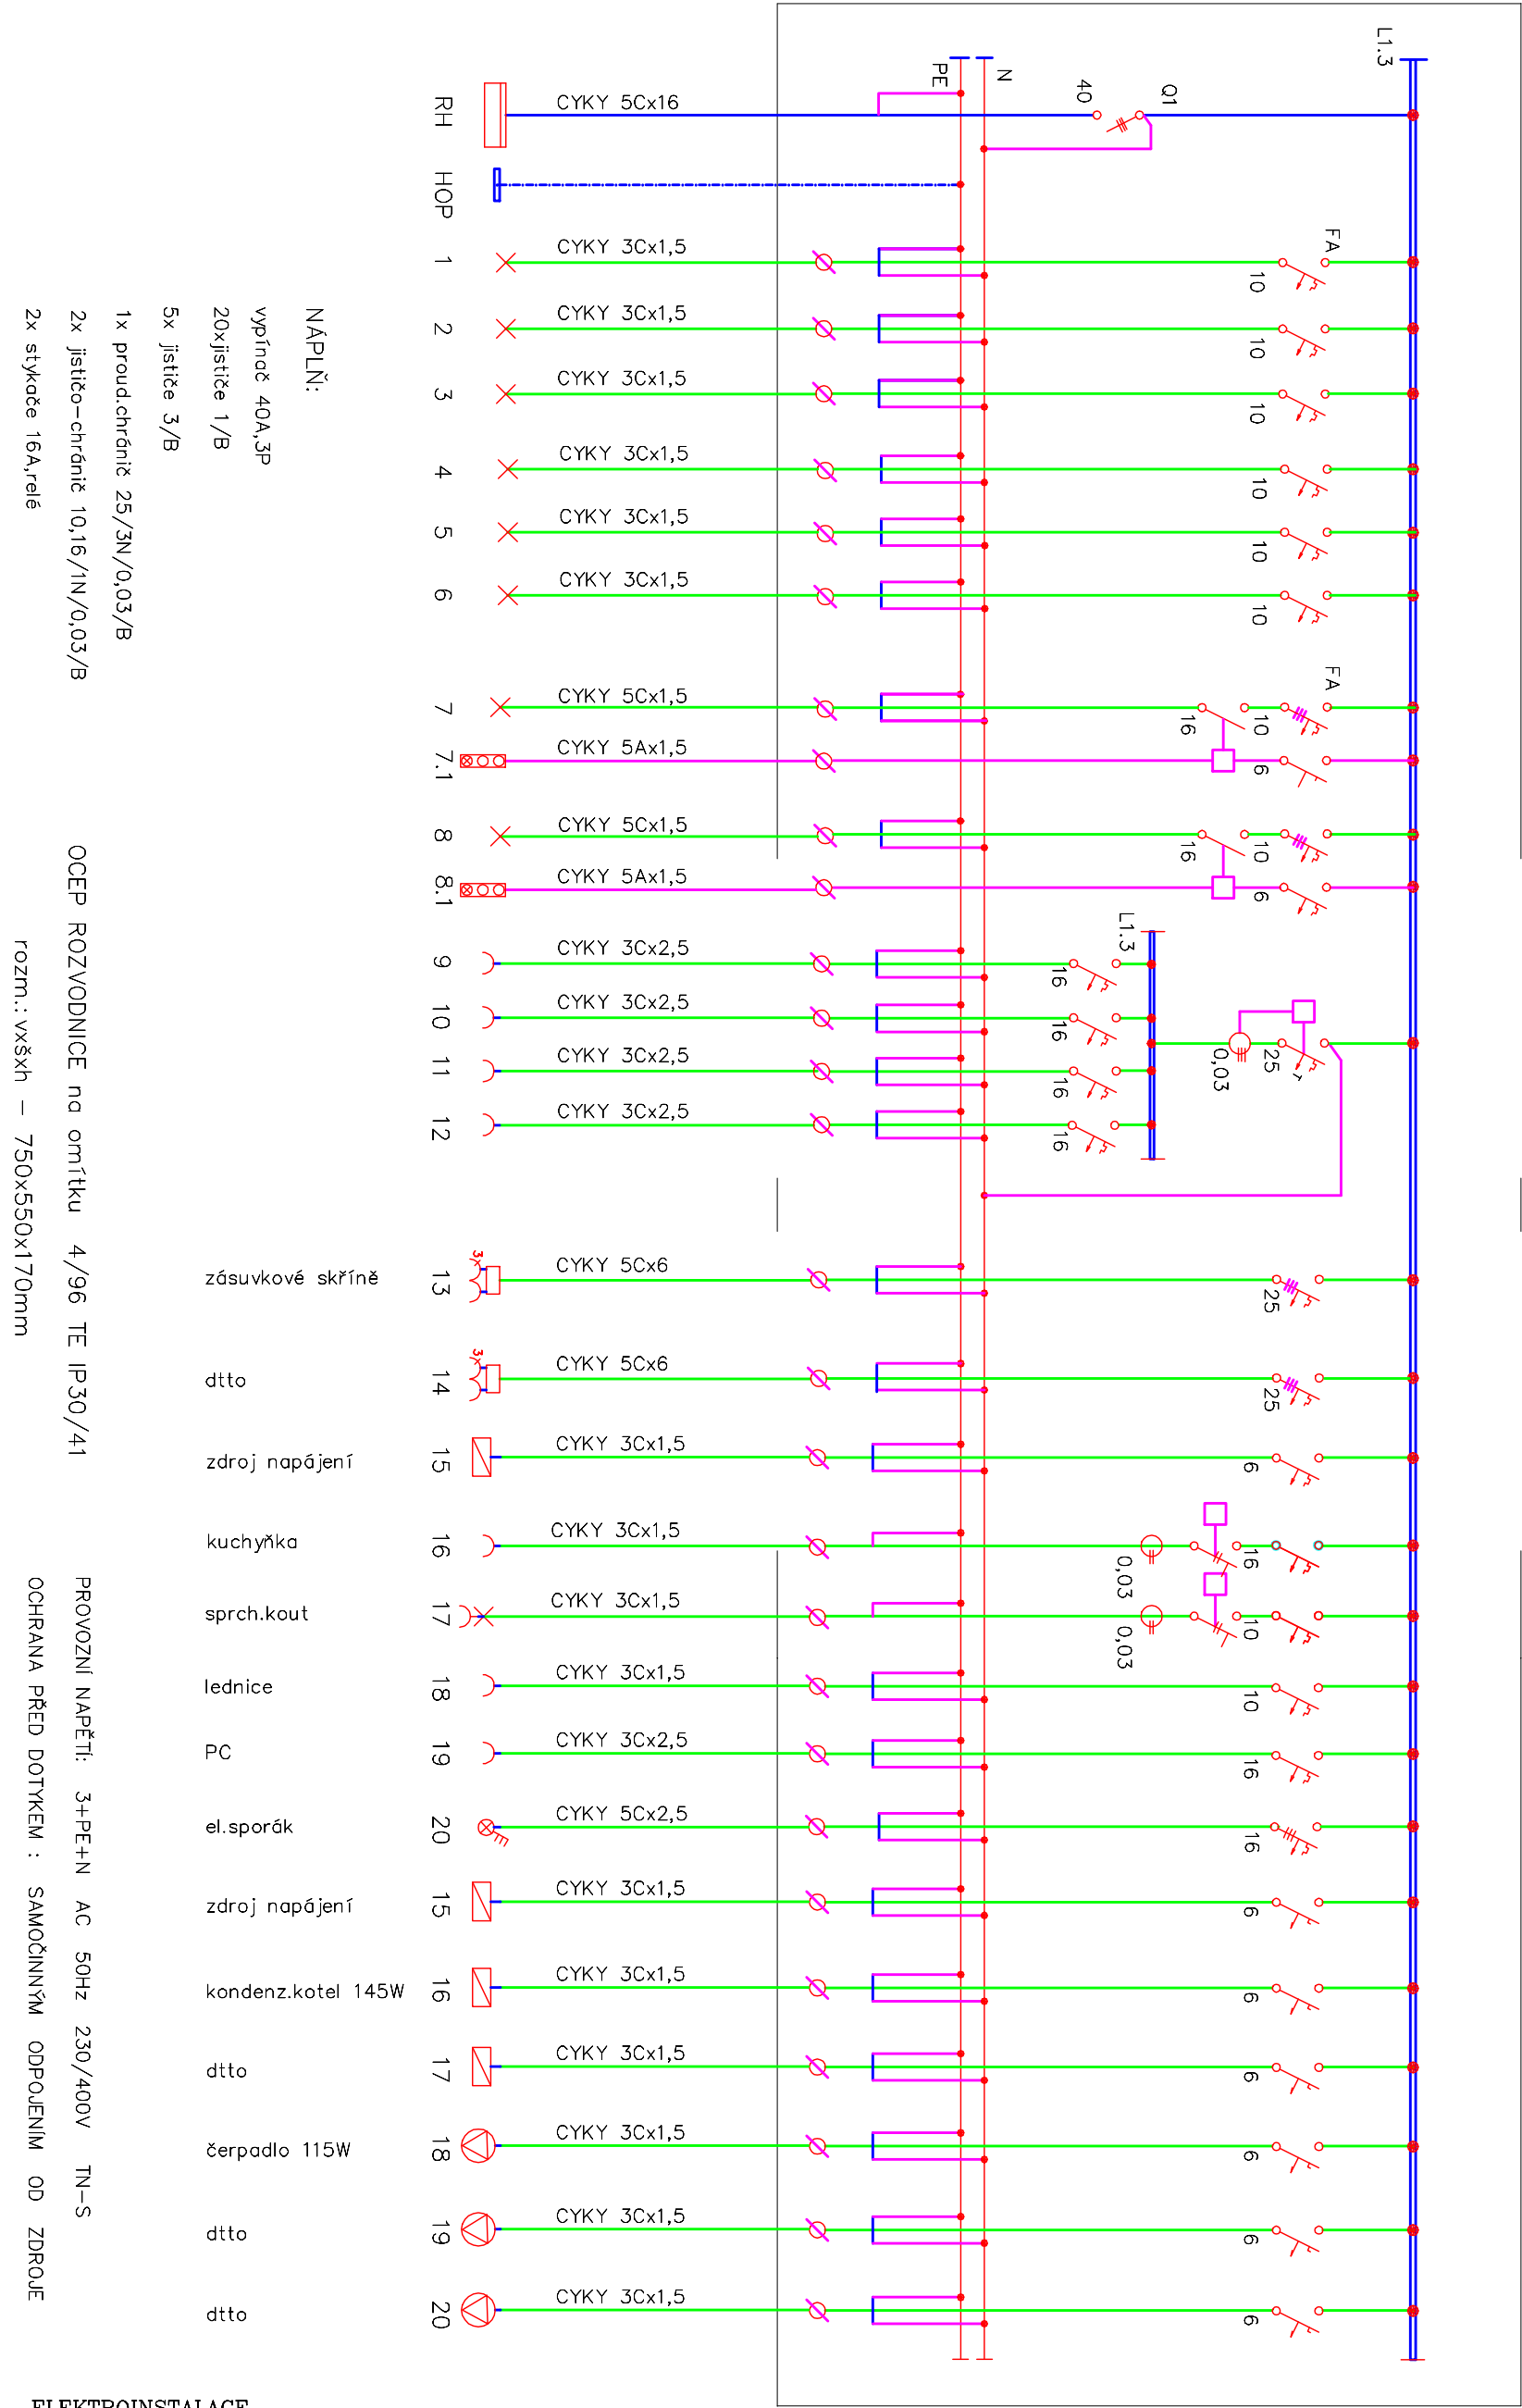 L1.3
PE
N
Q1
40
RH
CYKY 5Cx16
HOP
FA
1
CYKY 3Cx1,5
10
2
CYKY 3Cx1,5
10
3
CYKY 3Cx1,5
10
4
CYKY 3Cx1,5
10
5
CYKY 3Cx1,5
10
6
CYKY 3Cx1,5
10
FA
7
CYKY 5Cx1,5
16
10
7.1
CYKY 5Ax1,5
6
8
CYKY 5Cx1,5
16
10
8.1
CYKY 5Ax1,5
6
L1.3
9
CYKY 3Cx2,5
16
10
CYKY 3Cx2,5
16
0,03
25
11
CYKY 3Cx2,5
16
12
CYKY 3Cx2,5
16
zásuvkové skříně
13
3
CYKY 5Cx6
25
dtto
14
3
CYKY 5Cx6
25
zdroj napájení
15
CYKY 3Cx1,5
6
kuchyňka
16
CYKY 3Cx1,5
0,03
16
sprch.kout
17
CYKY 3Cx1,5
0,03
10
lednice
18
CYKY 3Cx1,5
10
PC
19
CYKY 3Cx2,5
16
el.sporák
20
CYKY 5Cx2,5
16
zdroj napájení
15
CYKY 3Cx1,5
6
kondenz.kotel 145W
16
CYKY 3Cx1,5
6
dtto
17
CYKY 3Cx1,5
6
čerpadlo 115W
18
CYKY 3Cx1,5
6
dtto
19
CYKY 3Cx1,5
6
dtto
20
CYKY 3Cx1,5
6
NÁPLŇ:
vypínač 40A,3P
20xjističe 1/B
5x jističe 3/B
1x proud.chránič 25/3N/0,03/B
2x jističo-chránič 10,16/1N/0,03/B
2x stykače 16A,relé
OCEP ROZVODNICE na omítku 4/96 TE IP30/41
rozm.: vxšxh - 750x550x170mm
PROVOZNÍ NAPĚTÍ: 3+PE+N AC 50Hz 230/400V TN-S
OCHRANA PŘED DOTYKEM : SAMOČINNÝM ODPOJENÍM OD ZDROJE
ELEKTROINSTALACE